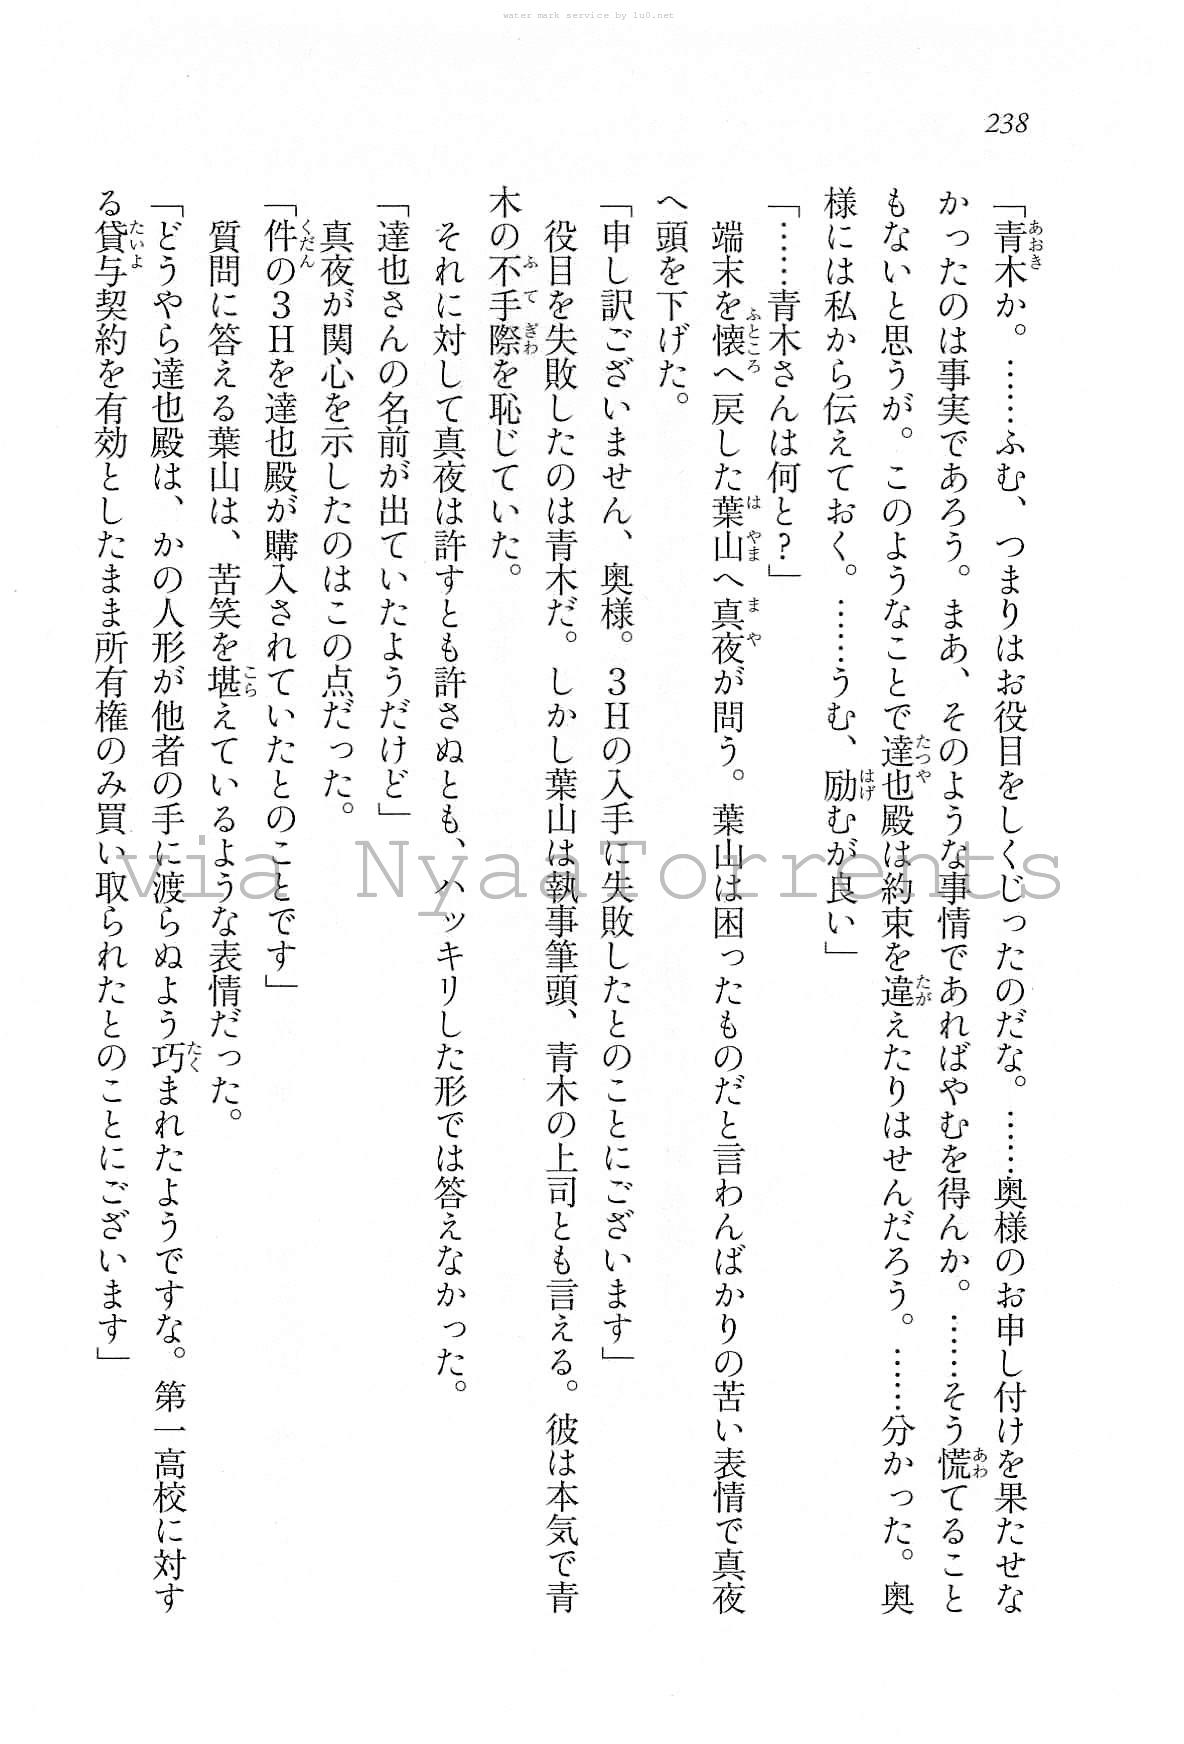 water mark service by lu0.net
238
「青木か。……ふむ、つまりはお役目をしくじったのだな。……奥様のお申し付けを果たせな
かったのは事実であろう。まあ、そのような事情であればやむを得んか。……そう慌てること
もないと思うが。このようなことで達也殿は約束を違えたりはせんだろう。……分かった。奥
様には私から伝えておく。……うむ、励むが良い」
「……青木さんは何と？」
端末を懐へ戻した葉山へ真夜が問う。葉山は困ったものだと言わんばかりの苦い表情で真夜
へ頭を下げた。
「申し訳ございません、奥様。３Ｈの入手に失敗したとのことにございます」
役目を失敗したのは青木だ。しかし葉山は執事筆頭、青木の上司とも言える。彼は本気で青
木の不手際を恥じていた。
それに対して真夜は許すとも許さぬとも、ハッキリした形では答えなかった。
「達也さんの名前が出ていたようだけど」
真夜が関心を示したのはこの点だった。
「件の３Ｈを達也殿が購入されていたとのことです」
質問に答える葉山は、苦笑を堪えているような表情だった。
「どうやら達也殿は、かの人形が他者の手に渡らぬよう巧まれたようですな。第一高校に対す
る貸与契約を有効としたまま所有権のみ買い取られたとのことにございます」
via NyaaTorrents